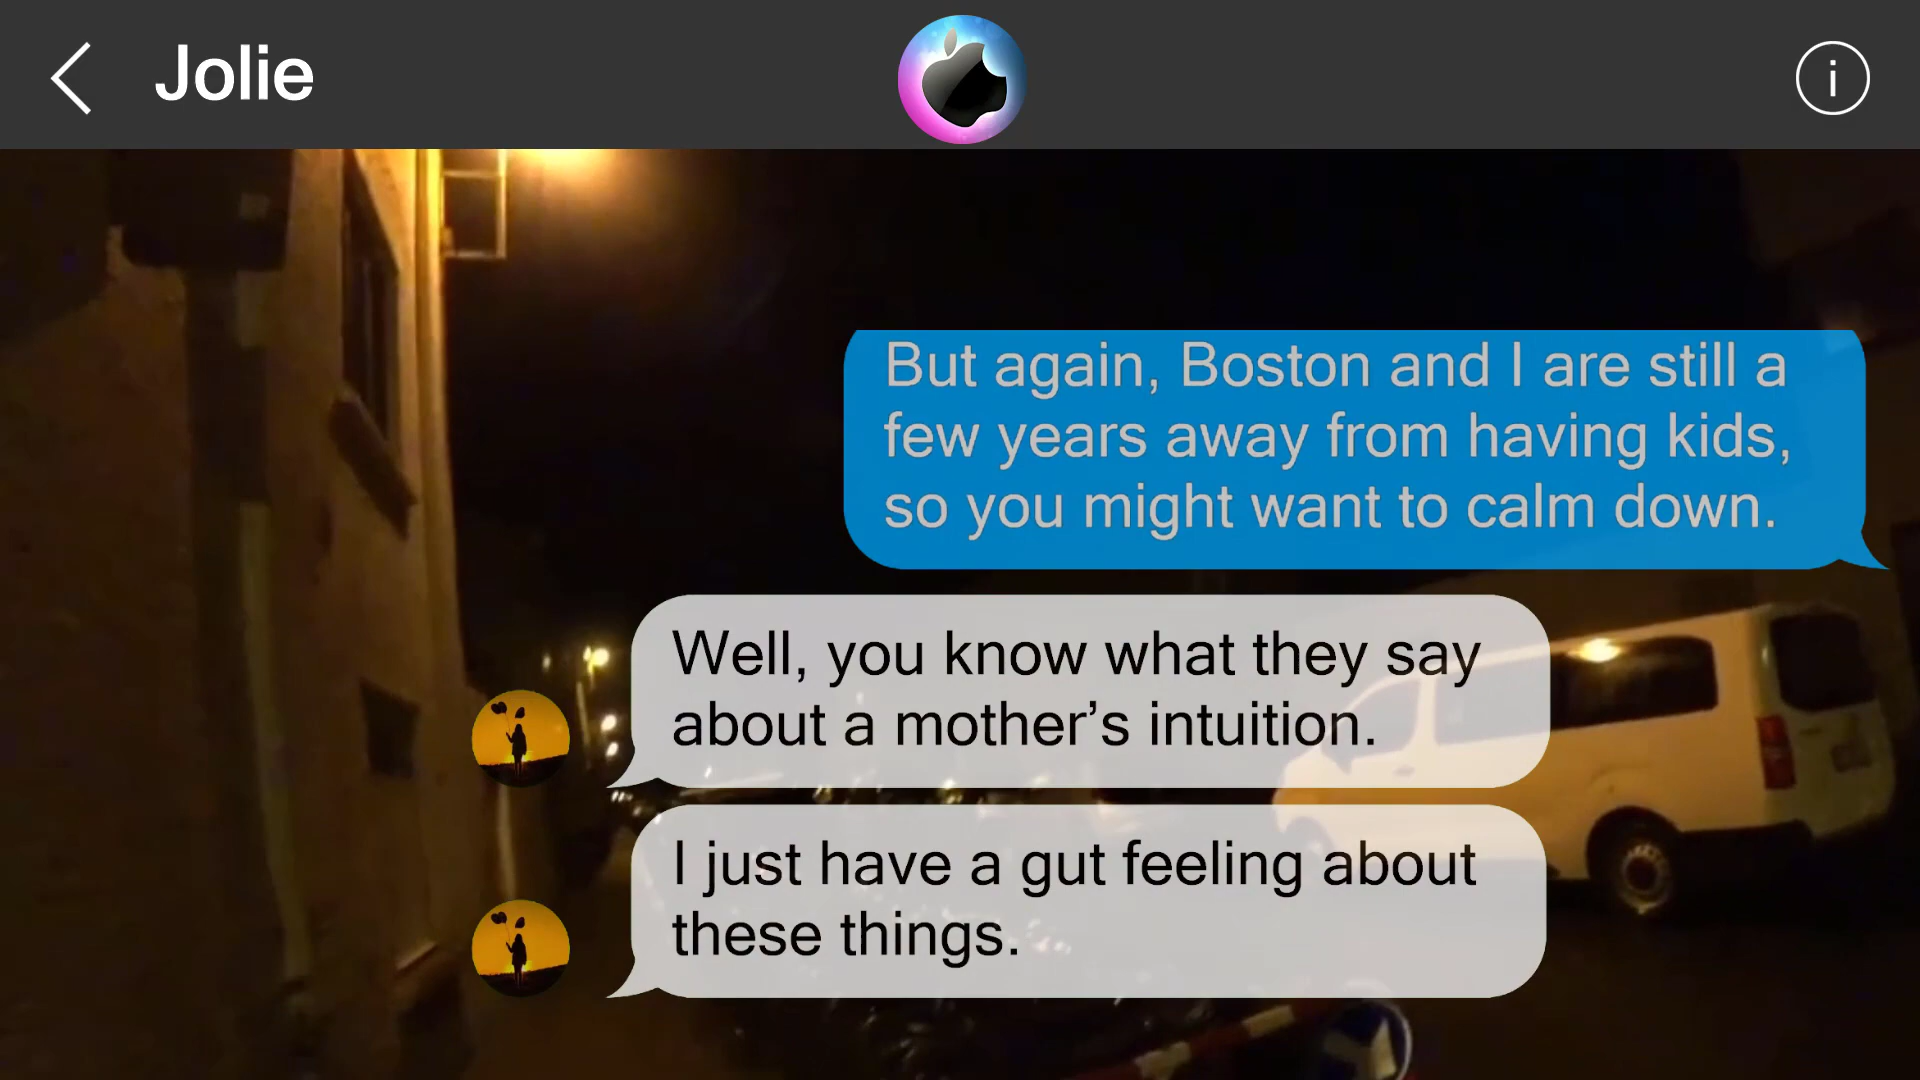 Jolie
i
But again, Boston and I are still a
few years away from having kids,
so you might want to calm down.
Well, you know what they say
about a mother’s intuition.
I just have a gut feeling about
these things.